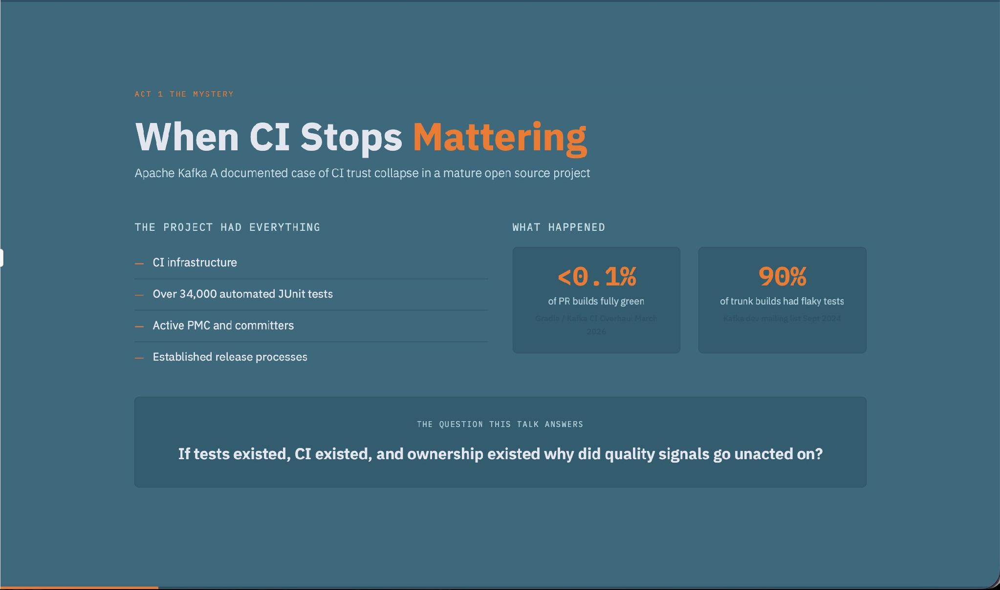 ACT 1 THE MYSTERY
When CI Stops Mattering
Apache Kafka A documented case of CI trust collapse in a mature open source project
THE PROJECT HAD EVERYTHING
— CI infrastructure
— Over 34,000 automated JUnit tests
— Active PMC and committers
— Established release processes
WHAT HAPPENED
<0.1%
of PR builds fully green
Gradle / Kafka CI Overhaul March
2026
90%
of trunk builds had flaky tests
Kafka dev mailing list Sept 2024
THE QUESTION THIS TALK ANSWERS
If tests existed, CI existed, and ownership existed why did quality signals go unacted on?